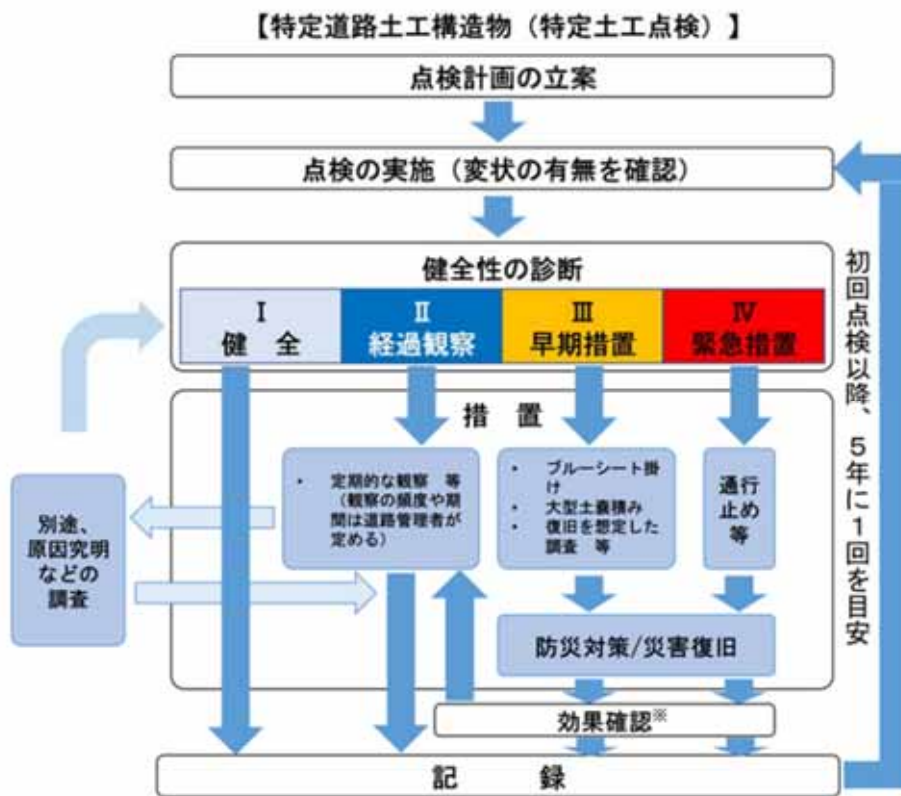 【特定道路土工構造物（特定土工点検）】
点検計画の立案
点検の実施（変状の有無を確認）
健全性の診断
Ⅰ
健　全
Ⅱ
経過観察
Ⅲ
早期措置
Ⅳ
緊急措置
措　置
・ 定期的な観察　等
（観察の頻度や期
間は道路管理者が
定める）
・ ブルーシート掛
け
・ 大型土嚢積み
・ 復旧を想定した
調査　等
通行
止め
等
別途、
原因究明
などの
調査
防災対策/災害復旧
効果確認※
記　　録
初回点検以降、５年に１回を目安